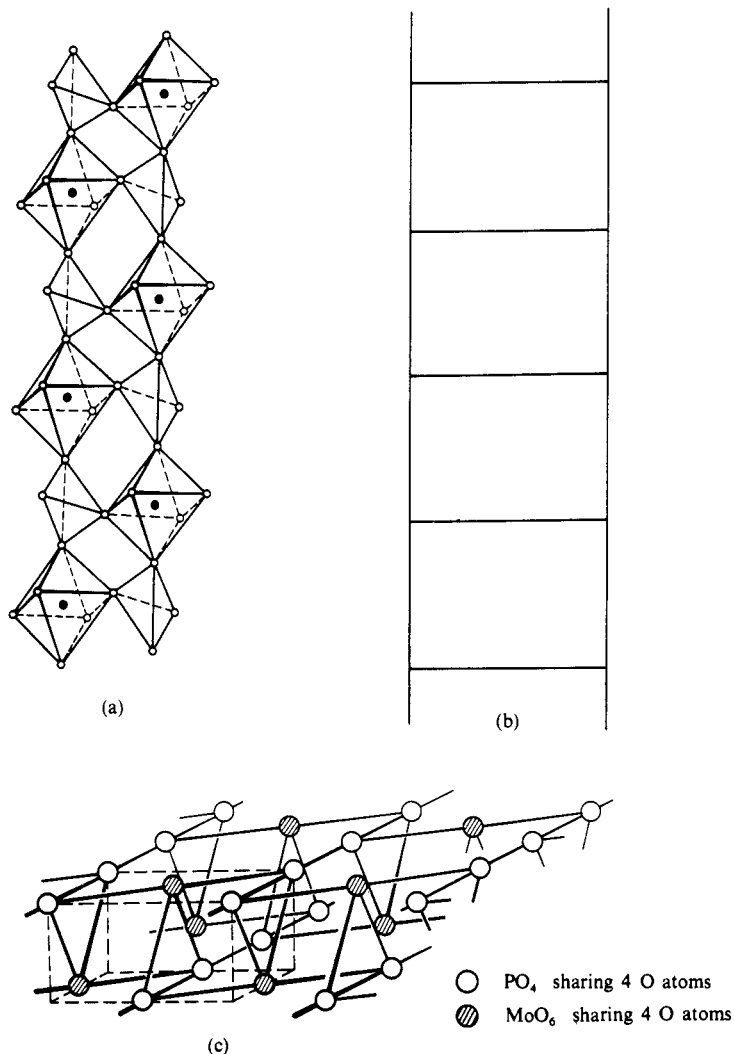 (a)
(b)
PO₄ sharing 4 O atoms
MoO₆ sharing 4 O atoms
(c)